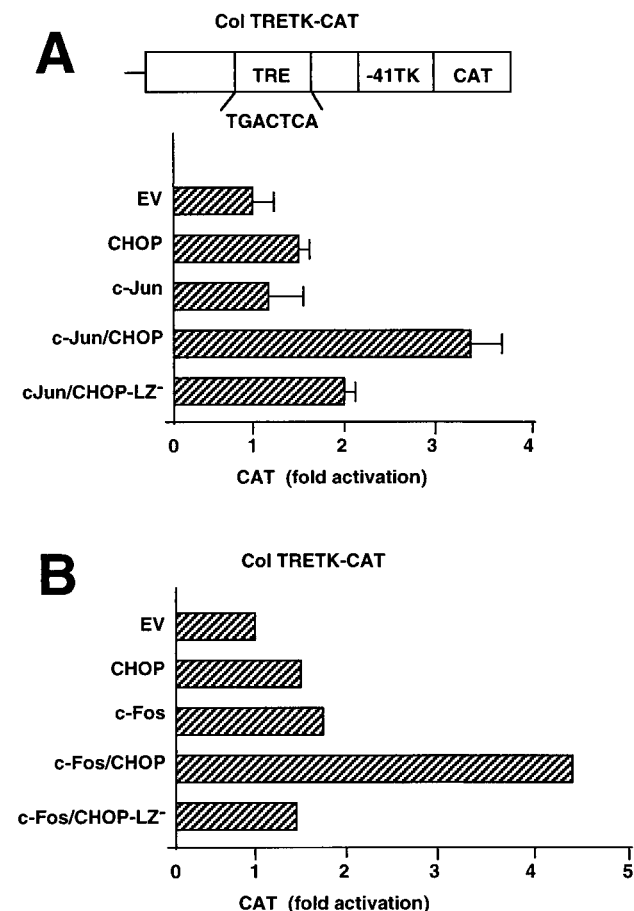 A
Col TRETK-CAT
TRE -41TK CAT
TGACTCA
EV
CHOP
c-Jun
c-Jun/CHOP
cJun/CHOP-LZ⁻
0 1 2 3 4
CAT (fold activation)
B
Col TRETK-CAT
EV
CHOP
c-Fos
c-Fos/CHOP
c-Fos/CHOP-LZ⁻
0 1 2 3 4 5
CAT (fold activation)